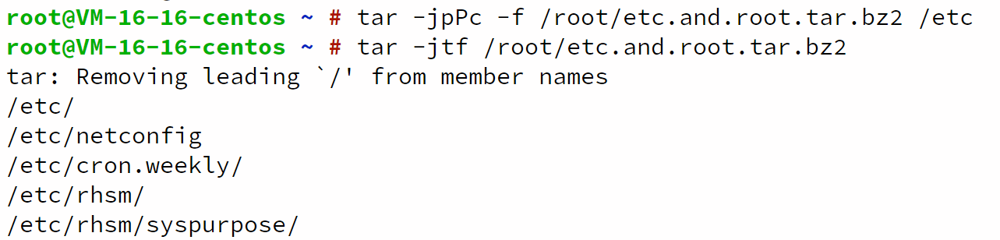 root@VM-16-16-centos ~ # tar -jpPc -f /root/etc.and.root.tar.bz2 /etc
root@VM-16-16-centos ~ # tar -jtf /root/etc.and.root.tar.bz2
tar: Removing leading `/' from member names
/etc/
/etc/netconfig
/etc/cron.weekly/
/etc/rhsm/
/etc/rhsm/syspurpose/